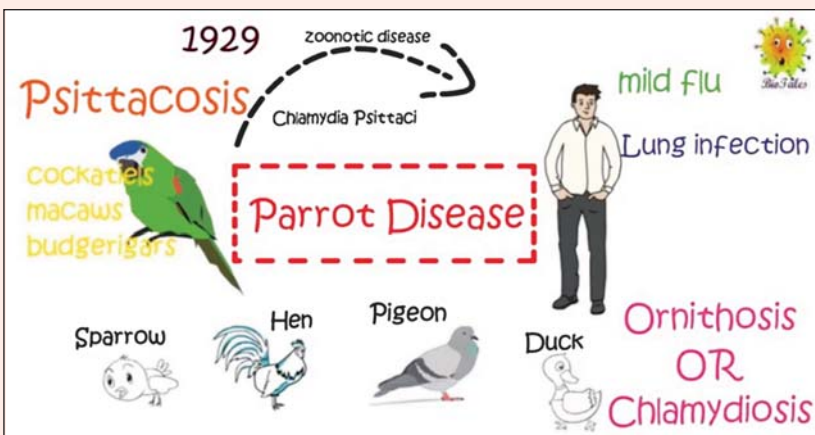 1929
zoonotic disease
Psittacosis
Chlamydia Psittaci
mild flu
BioTales
Lung infection
cockatiels
macaws
budgerigars
Parrot Disease
Sparrow
Hen
Pigeon
Duck
Ornithosis
OR
Chlamydiosis